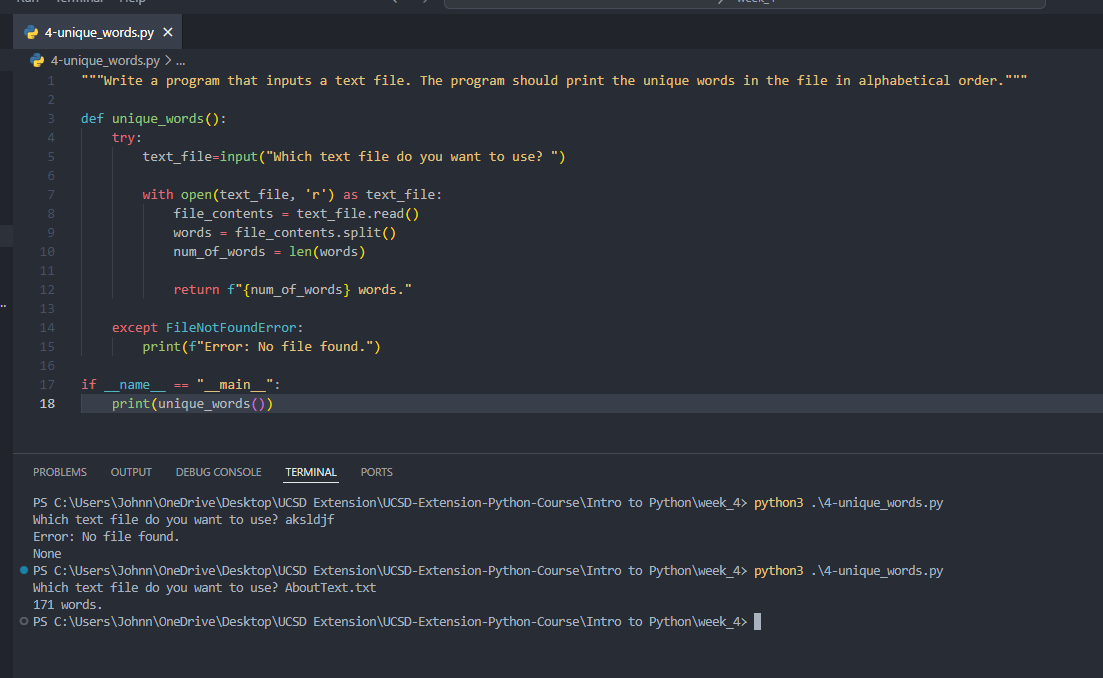 Run Terminal Help
week_4
4-unique_words.py ×
4-unique_words.py > ...
1 """Write a program that inputs a text file. The program should print the unique words in the file in alphabetical order."""
2
3 def unique_words():
4     try:
5         text_file=input("Which text file do you want to use? ")
6
7         with open(text_file, 'r') as text_file:
8             file_contents = text_file.read()
9             words = file_contents.split()
10             num_of_words = len(words)
11
12             return f"{num_of_words} words."
13
14     except FileNotFoundError:
15         print(f"Error: No file found.")
16
17 if __name__ == "__main__":
18     print(unique_words())
PROBLEMS OUTPUT DEBUG CONSOLE TERMINAL PORTS
PS C:\Users\Johnn\OneDrive\Desktop\UCSD Extension\UCSD-Extension-Python-Course\Intro to Python\week_4> python3 .\4-unique_words.py
Which text file do you want to use? aksldjf
Error: No file found.
None
PS C:\Users\Johnn\OneDrive\Desktop\UCSD Extension\UCSD-Extension-Python-Course\Intro to Python\week_4> python3 .\4-unique_words.py
Which text file do you want to use? AboutText.txt
171 words.
PS C:\Users\Johnn\OneDrive\Desktop\UCSD Extension\UCSD-Extension-Python-Course\Intro to Python\week_4>